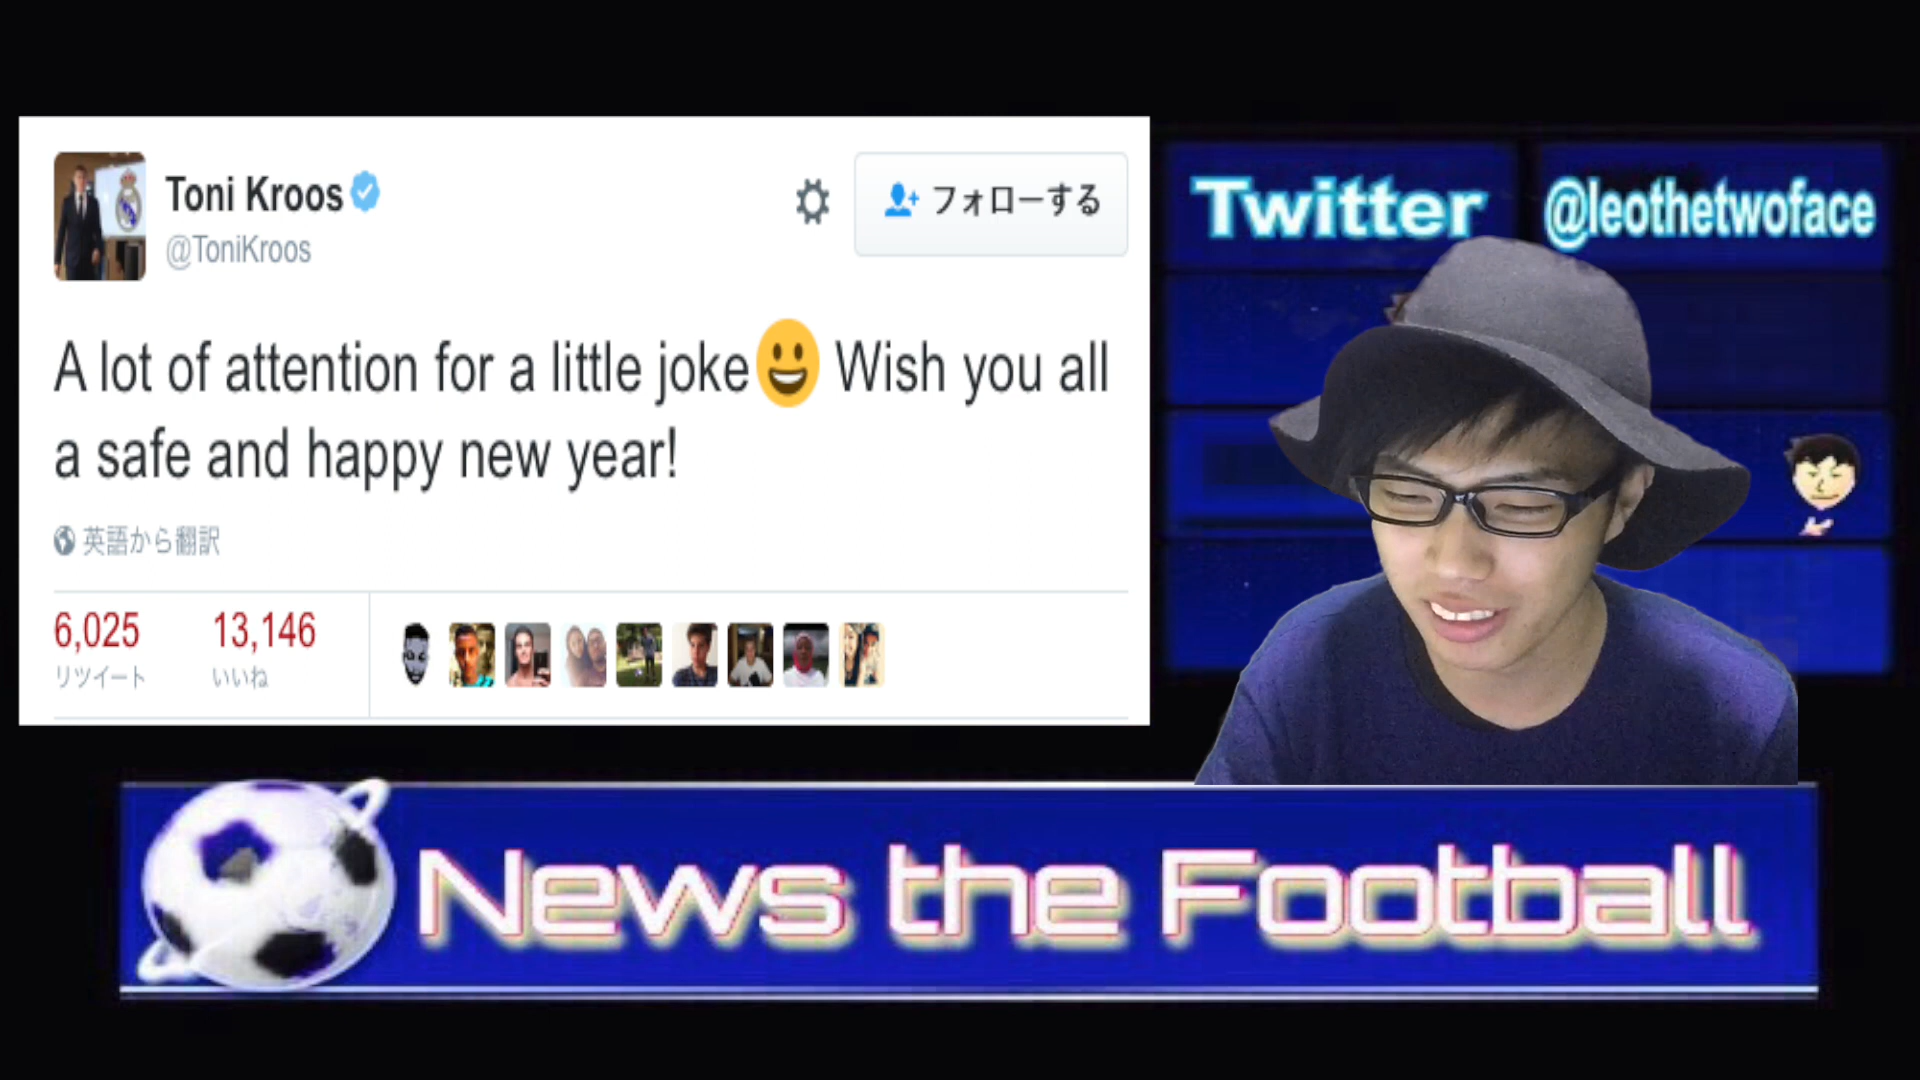 Toni Kroos
@ToniKroos
フォローする
A lot of attention for a little joke😀 Wish you all
a safe and happy new year!
英語から翻訳
6,025
リツイート
13,146
いいね
Twitter
@leothetwoface
News the Football